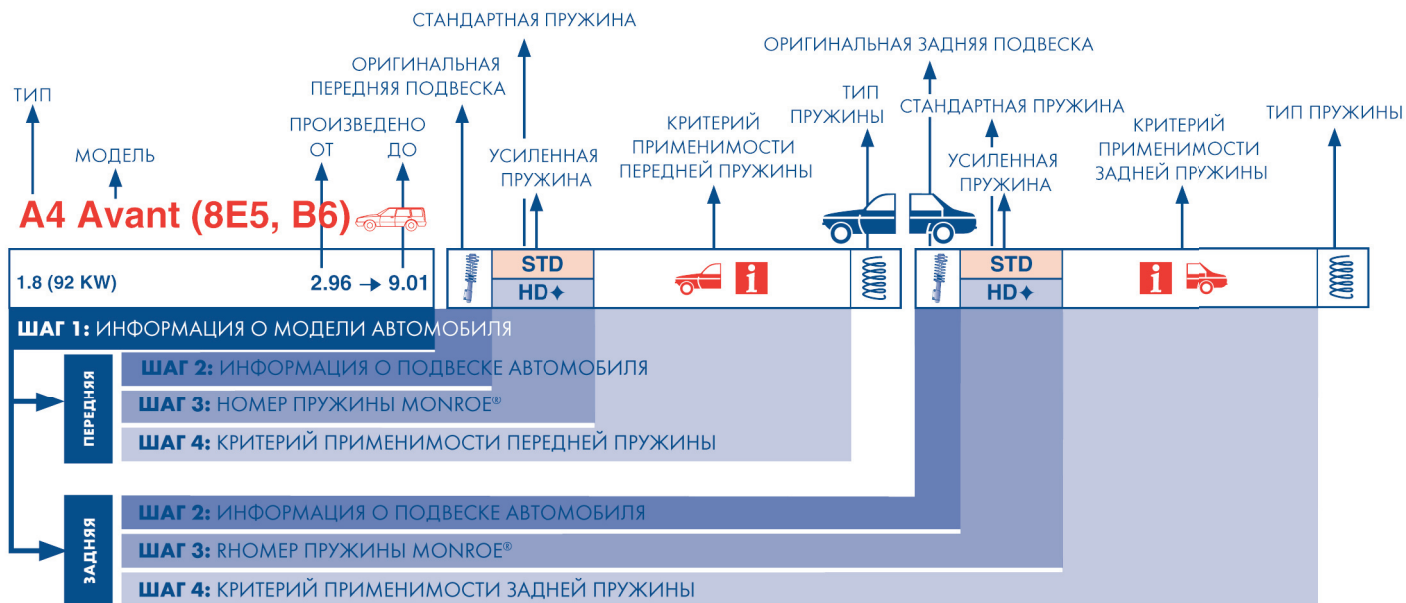 СТАНДАРТНАЯ ПРУЖИНА
ОРИГИНАЛЬНАЯ ЗАДНЯЯ ПОДВЕСКА
ОРИГИНАЛЬНАЯ
ПЕРЕДНЯЯ ПОДВЕСКА
ТИП
ТИП
ПРУЖИНЫ
СТАНДАРТНАЯ ПРУЖИНА
ТИП ПРУЖИНЫ
ПРОИЗВЕДЕНО
ОТ ДО
КРИТЕРИЙ
ПРИМЕНИМОСТИ
ПЕРЕДНЕЙ ПРУЖИНЫ
КРИТЕРИЙ
ПРИМЕНИМОСТИ
ЗАДНЕЙ ПРУЖИНЫ
МОДЕЛЬ
УСИЛЕННАЯ
ПРУЖИНА
УСИЛЕННАЯ
ПРУЖИНА
A4 Avant (8E5, B6)
1.8 (92 KW) 2.96 → 9.01
STD
HD✦
i
STD
HD✦
i
ШАГ 1: ИНФОРМАЦИЯ О МОДЕЛИ АВТОМОБИЛЯ
ПЕРЕДНЯЯ
ШАГ 2: ИНФОРМАЦИЯ О ПОДВЕСКЕ АВТОМОБИЛЯ
ШАГ 3: НОМЕР ПРУЖИНЫ MONROE®
ШАГ 4: КРИТЕРИЙ ПРИМЕНИМОСТИ ПЕРЕДНЕЙ ПРУЖИНЫ
ЗАДНЯЯ
ШАГ 2: ИНФОРМАЦИЯ О ПОДВЕСКЕ АВТОМОБИЛЯ
ШАГ 3: RНОМЕР ПРУЖИНЫ MONROE®
ШАГ 4: КРИТЕРИЙ ПРИМЕНИМОСТИ ЗАДНЕЙ ПРУЖИНЫ